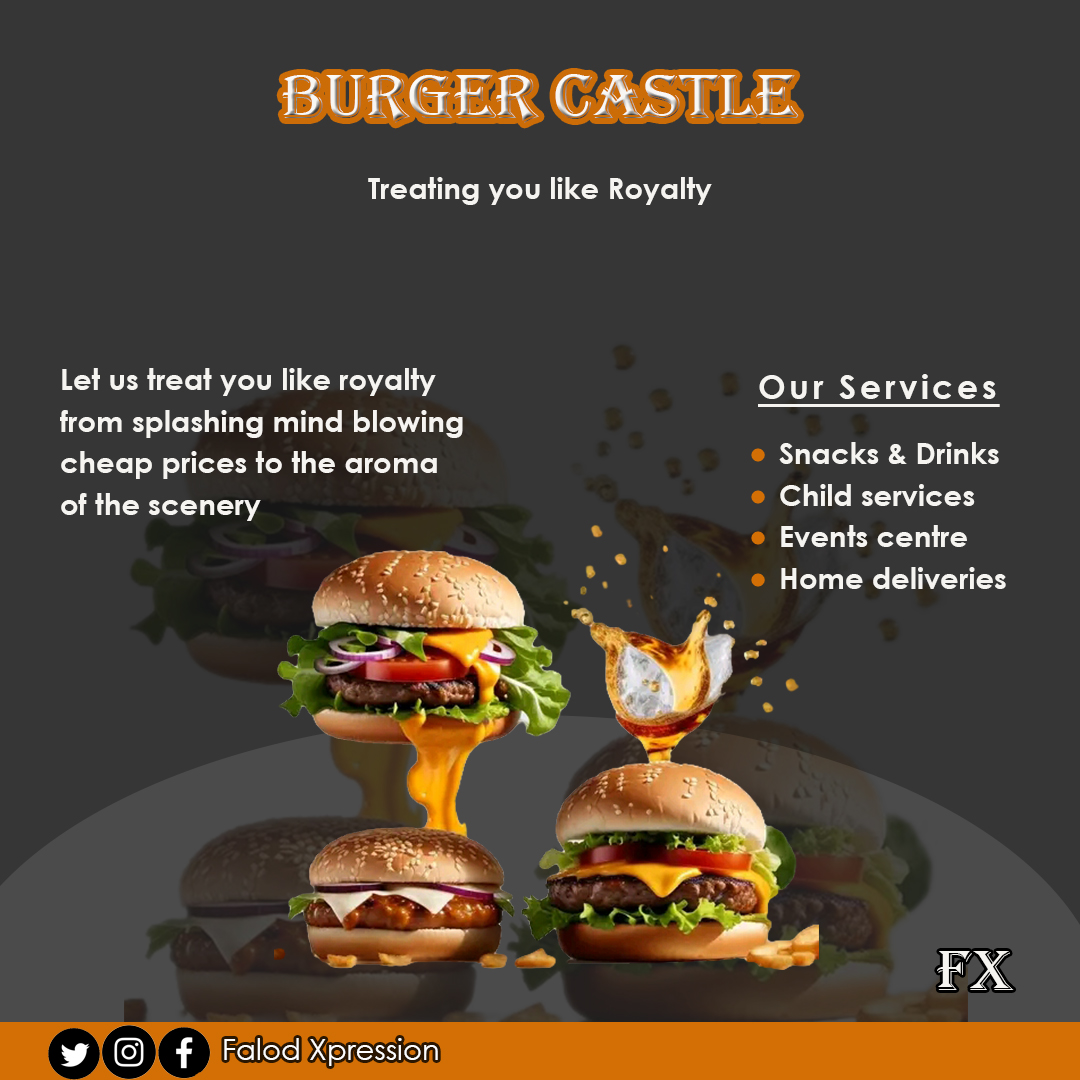 BURGER CASTLE
Treating you like Royalty
Let us treat you like royalty
from splashing mind blowing
cheap prices to the aroma
of the scenery
Our Services
Snacks & Drinks
Child services
Events centre
Home deliveries
FX
Falod Xpression